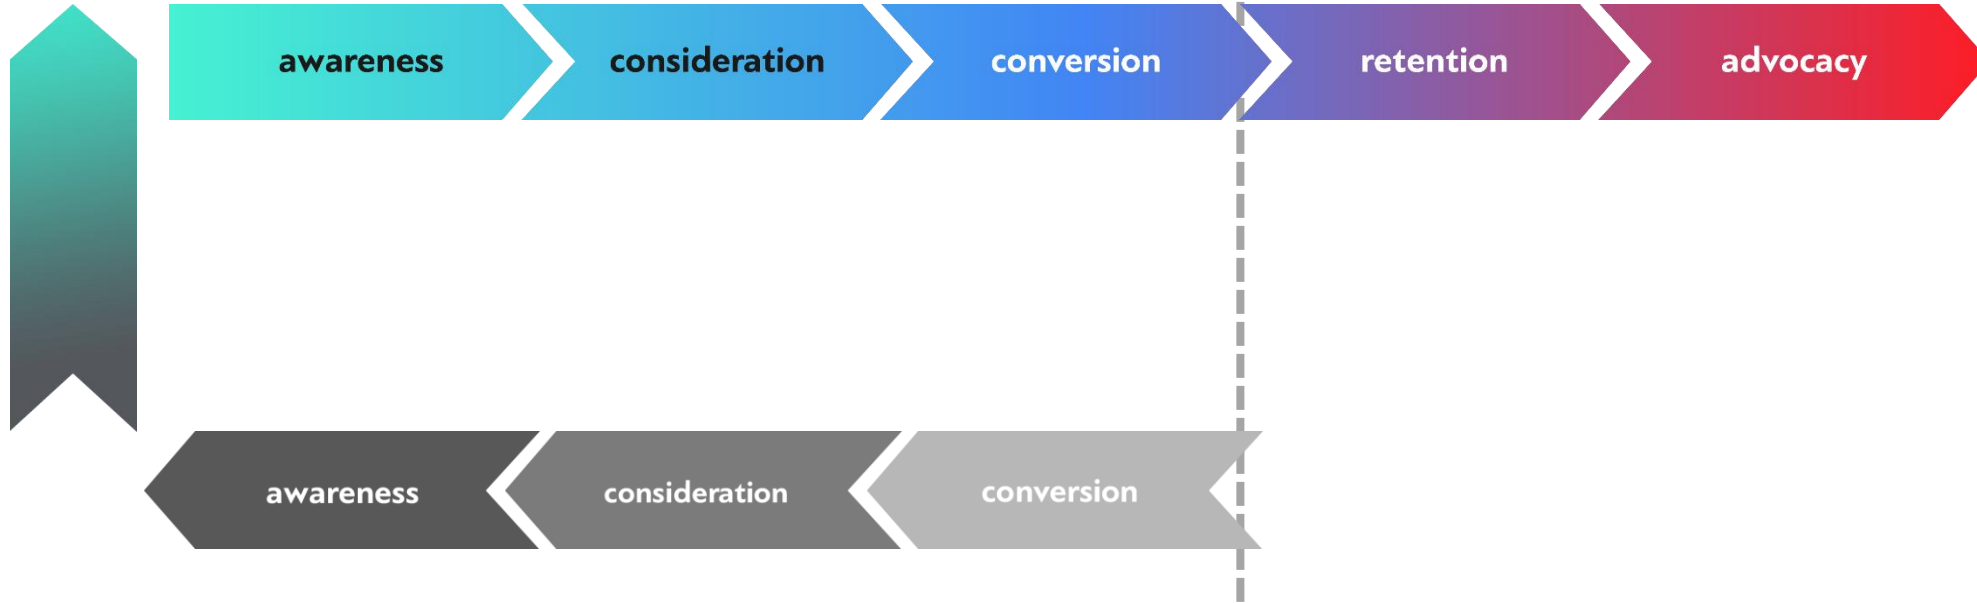 awareness
consideration
conversion
retention
advocacy
awareness
consideration
conversion